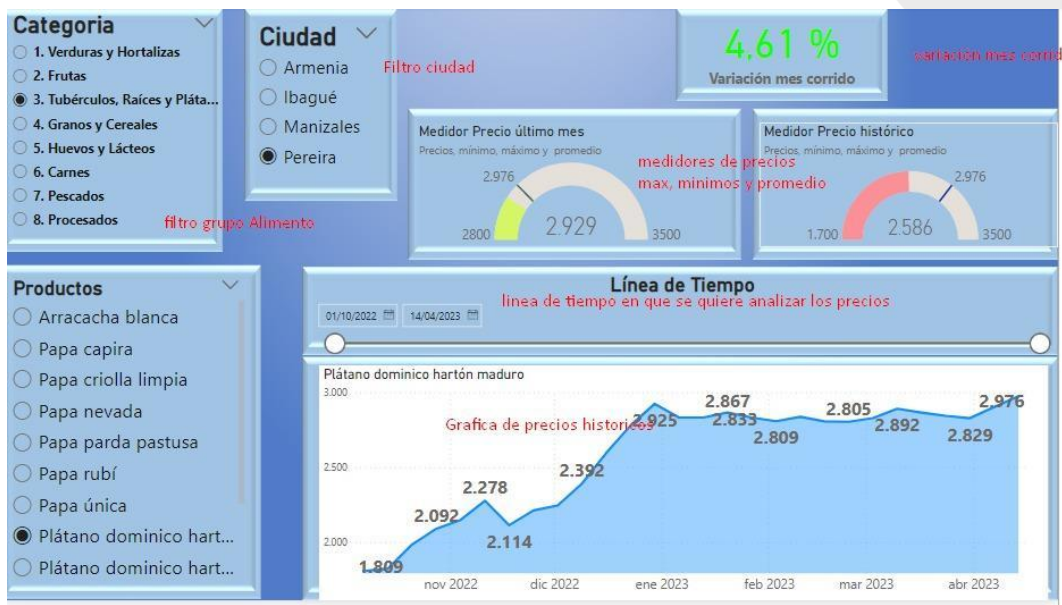 Categoria
1. Verduras y Hortalizas
2. Frutas
3. Tubérculos, Raíces y Pláta...
4. Granos y Cereales
5. Huevos y Lácteos
6. Carnes
7. Pescados
8. Procesados
filtro grupo Alimento
Ciudad
Armenia
Ibagué
Manizales
Pereira
Filtro ciudad
4,61 %
Variación mes corrido
variación mes corrid
Medidor Precio último mes
Precios, mínimo, máximo y promedio
2.976
2800
2.929
3500
medidores de precios
max, minimos y promedio
Medidor Precio histórico
Precios, mínimo, máximo y promedio
2.976
1.700
2.586
3500
Productos
Arracacha blanca
Papa capira
Papa criolla limpia
Papa nevada
Papa parda pastusa
Papa rubí
Papa única
Plátano dominico hart...
Plátano dominico hart...
Línea de Tiempo
linea de tiempo en que se quiere analizar los precios
01/10/2022 14/04/2023
Plátano dominico hartón maduro
Grafica de precios historicos
3.000
2.500
2.000
1.809
2.092
2.278
2.114
2.392
2.925
2.867
2.833
2.809
2.805
2.892
2.829
2.976
nov 2022 dic 2022 ene 2023 feb 2023 mar 2023 abr 2023